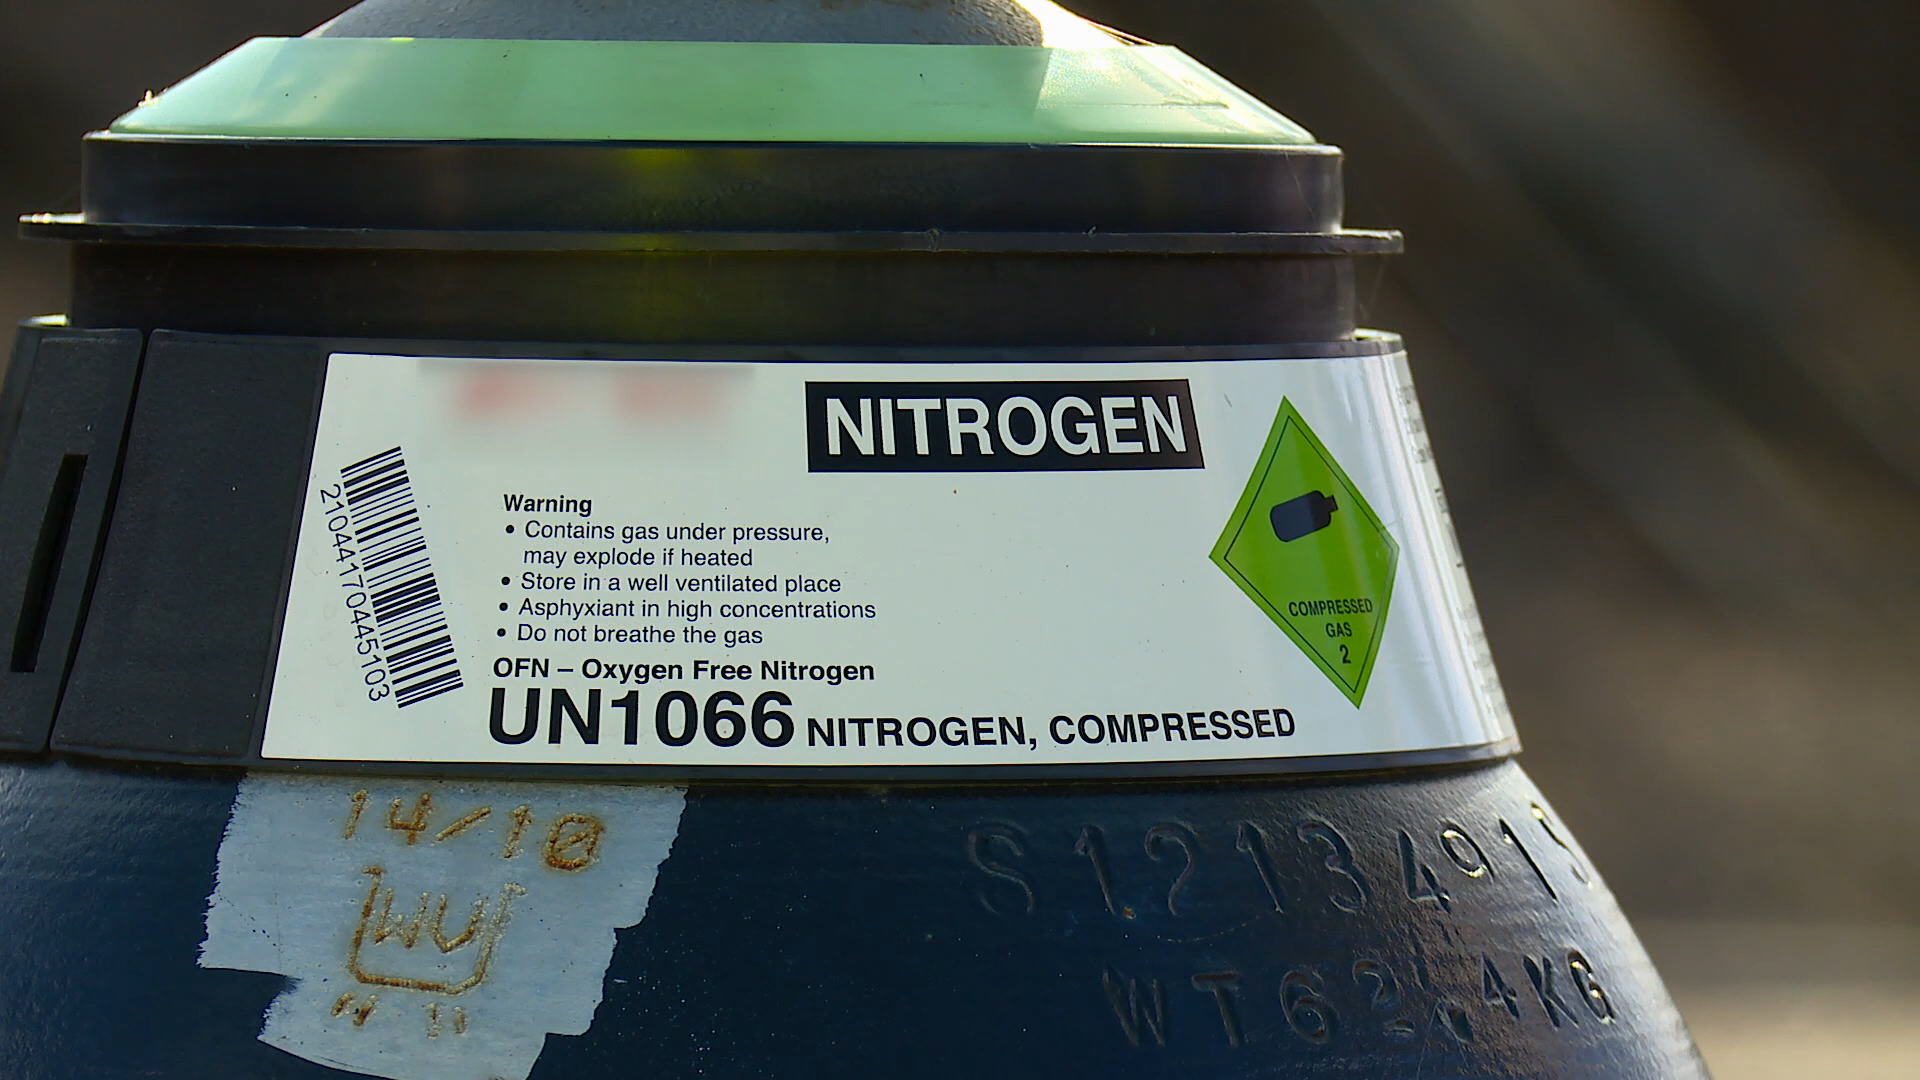 NITROGEN
21044170445103
Warning
• Contains gas under pressure,
may explode if heated
• Store in a well ventilated place
• Asphyxiant in high concentrations
• Do not breathe the gas
OFN – Oxygen Free Nitrogen
UN1066 NITROGEN, COMPRESSED
COMPRESSED
GAS
2
14/10
WV
WT 62.4KG